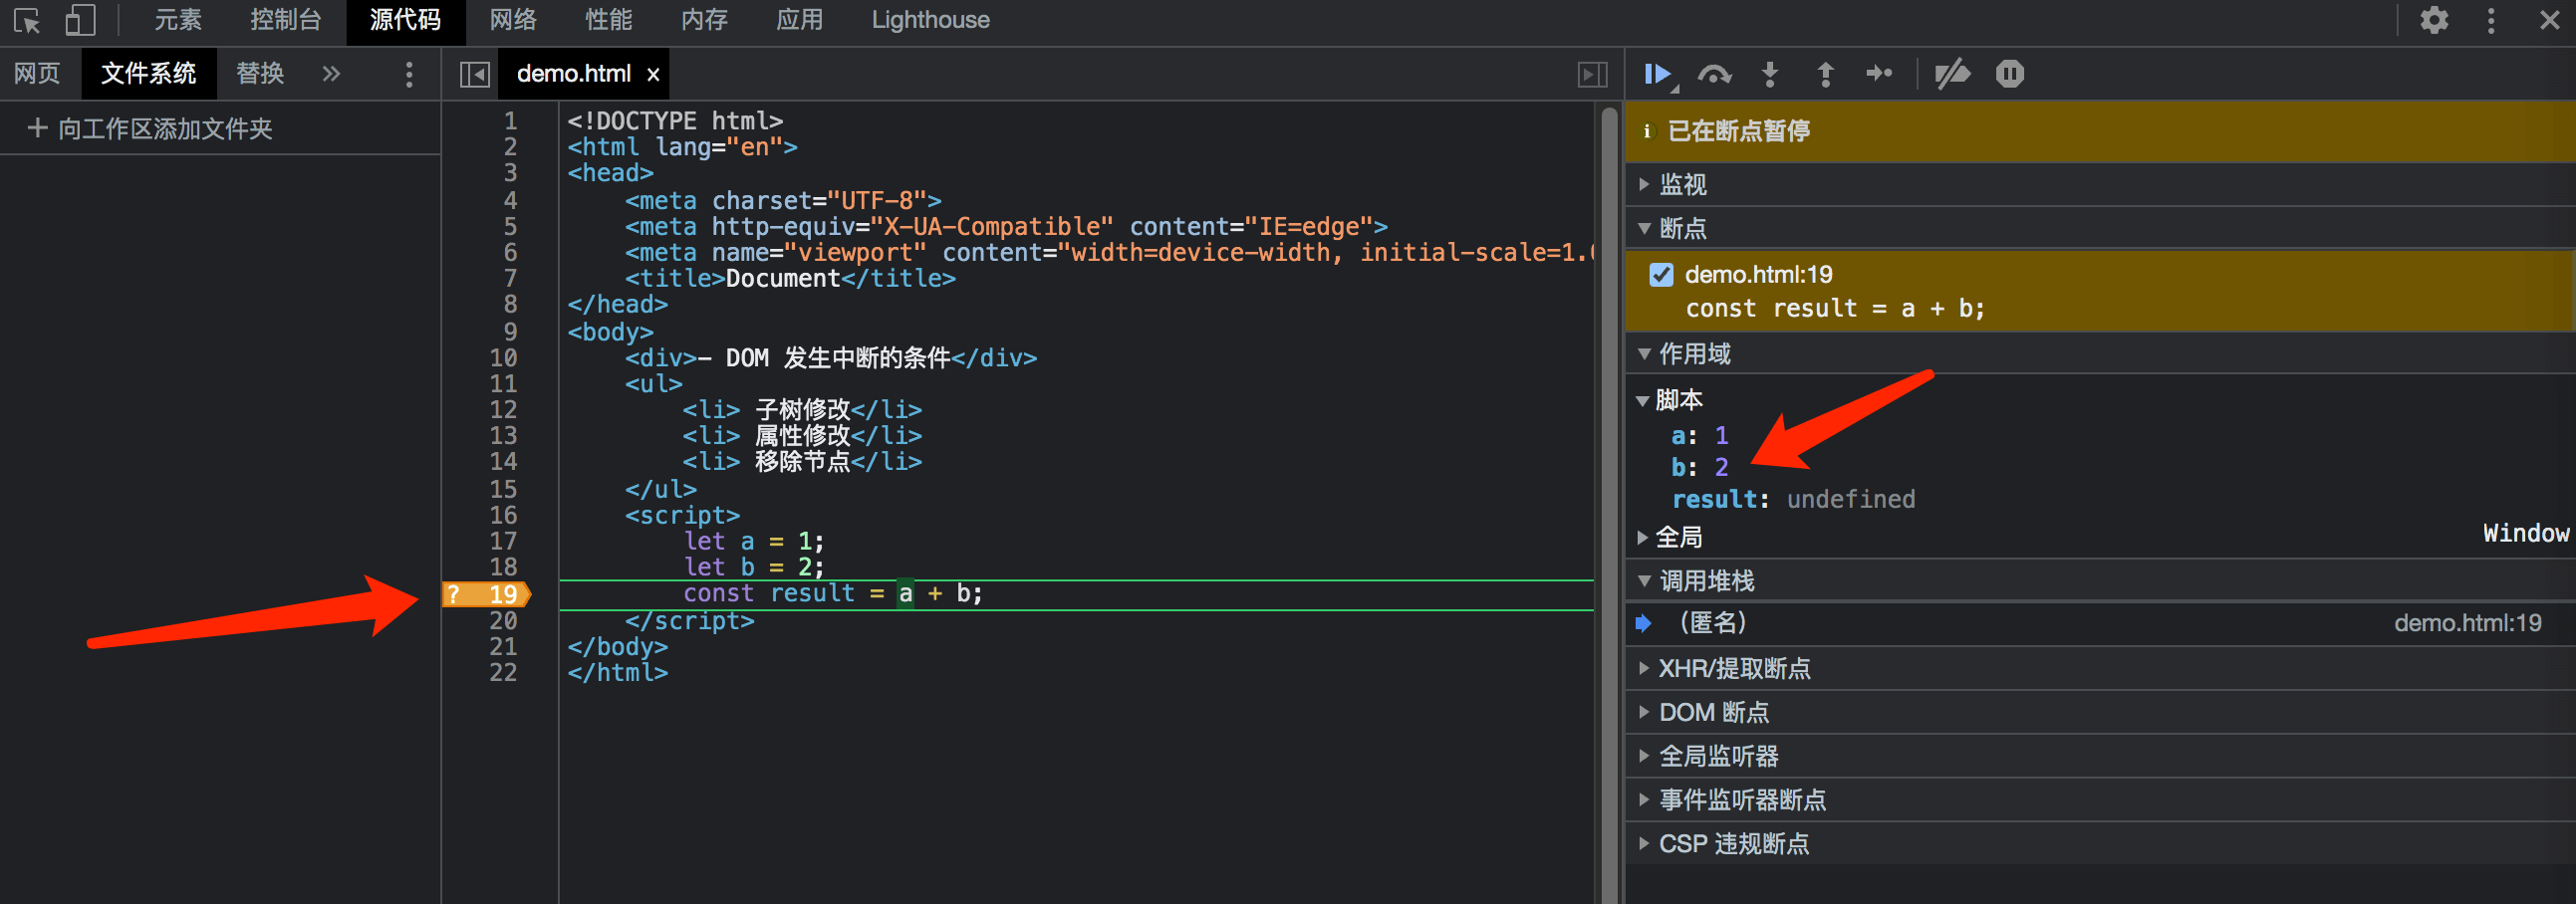 元素 控制台 源代码 网络 性能 内存 应用 Lighthouse
网页 文件系统 替换 »
demo.html ×
+ 向工作区添加文件夹
1 <!DOCTYPE html>
2 <html lang="en">
3 <head>
4 <meta charset="UTF-8">
5 <meta http-equiv="X-UA-Compatible" content="IE=edge">
6 <meta name="viewport" content="width=device-width, initial-scale=1.0
7 <title>Document</title>
8 </head>
9 <body>
10 <div>- DOM 发生中断的条件</div>
11 <ul>
12 <li> 子树修改</li>
13 <li> 属性修改</li>
14 <li> 移除节点</li>
15 </ul>
16 <script>
17 let a = 1;
18 let b = 2;
? 19 const result = a + b;
20 </script>
21 </body>
22 </html>
已在断点暂停
监视
断点
demo.html:19
const result = a + b;
作用域
脚本
a: 1
b: 2
result: undefined
全局 Window
调用堆栈
（匿名） demo.html:19
XHR/提取断点
DOM 断点
全局监听器
事件监听器断点
CSP 违规断点